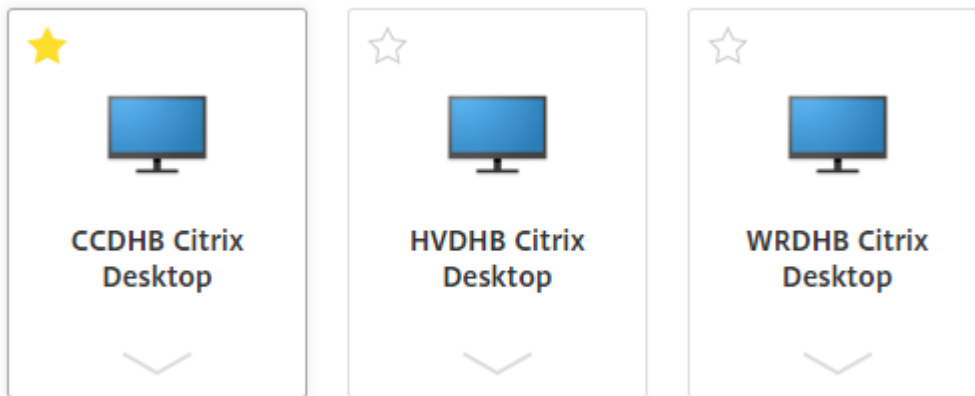 CCDHB Citrix
Desktop
HVDHB Citrix
Desktop
WRDHB Citrix
Desktop